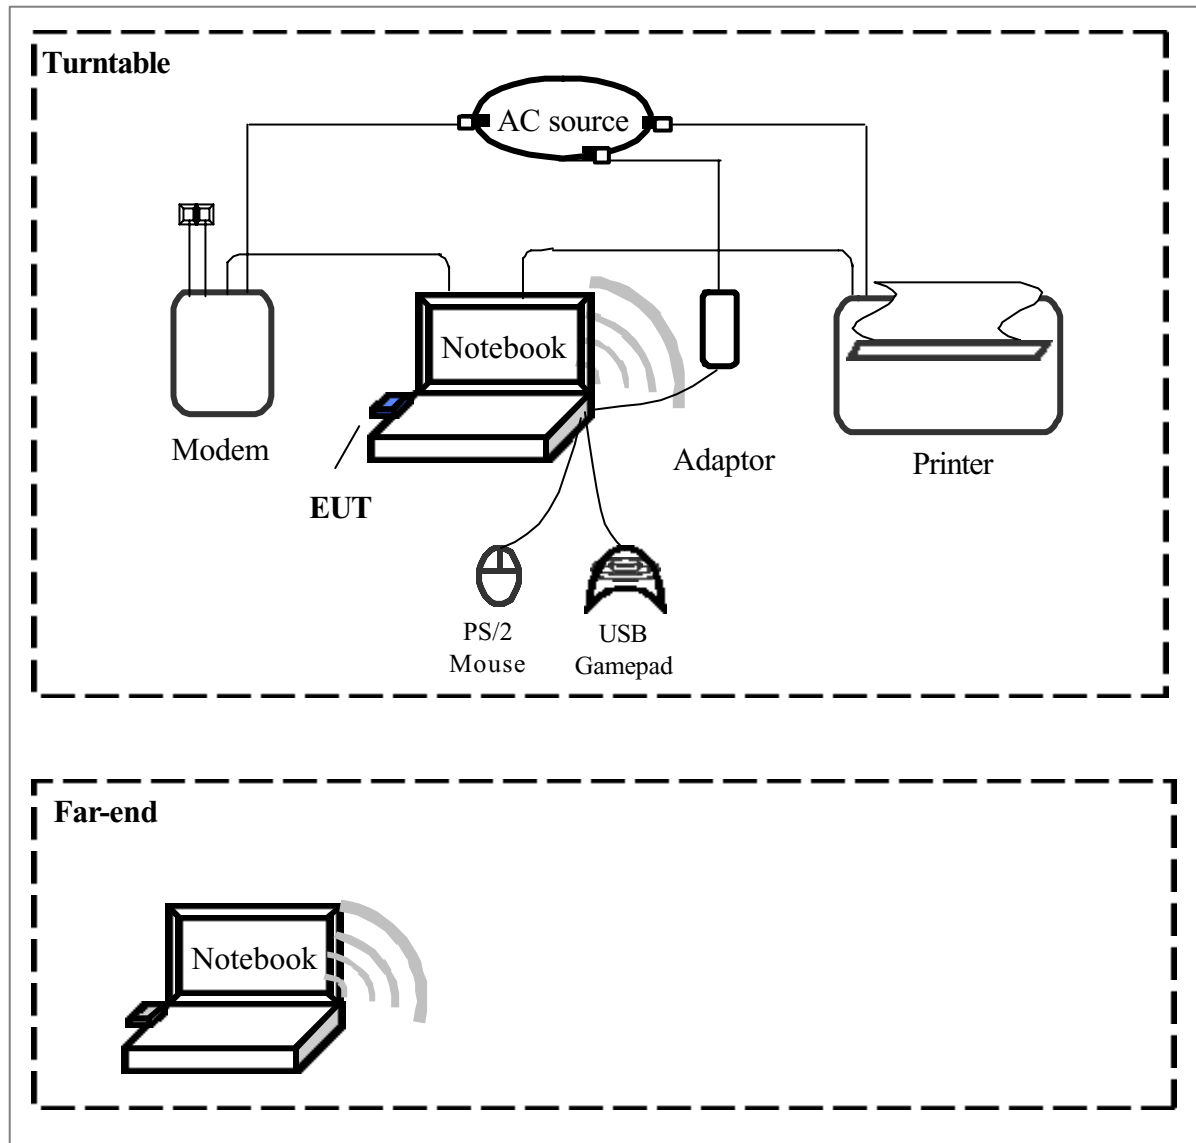 Turntable
AC source
Notebook
Modem
Adaptor
Printer
EUT
PS/2
Mouse
USB
Gamepad
Far-end
Notebook